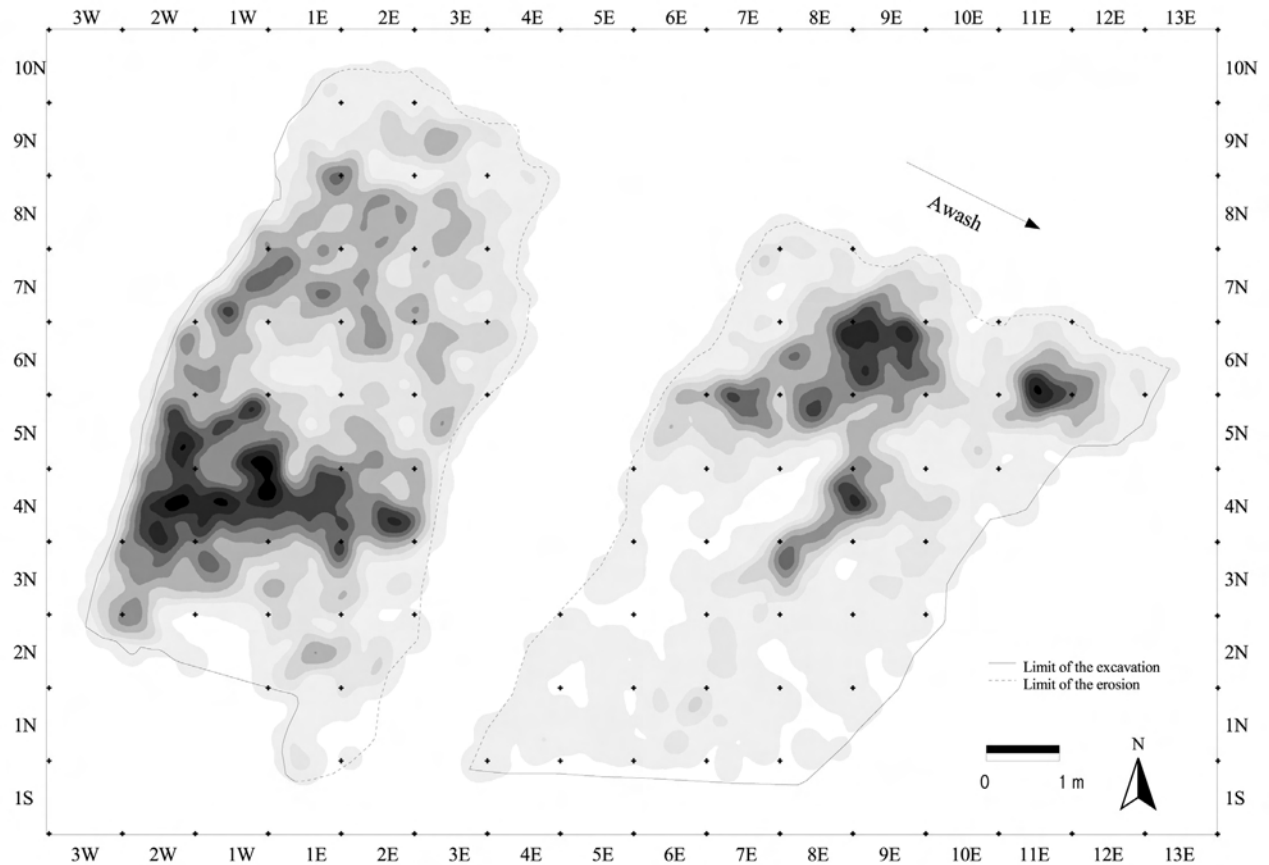 3W 2W 1W 1E 2E 3E 4E 5E 6E 7E 8E 9E 10E 11E 12E 13E
10N 10N
9N 9N
8N 8N
Awash
7N 7N
6N 6N
5N 5N
4N 4N
3N 3N
2N 2N
Limit of the excavation
Limit of the erosion
1N 1N
N
0 1 m
1S 1S
3W 2W 1W 1E 2E 3E 4E 5E 6E 7E 8E 9E 10E 11E 12E 13E